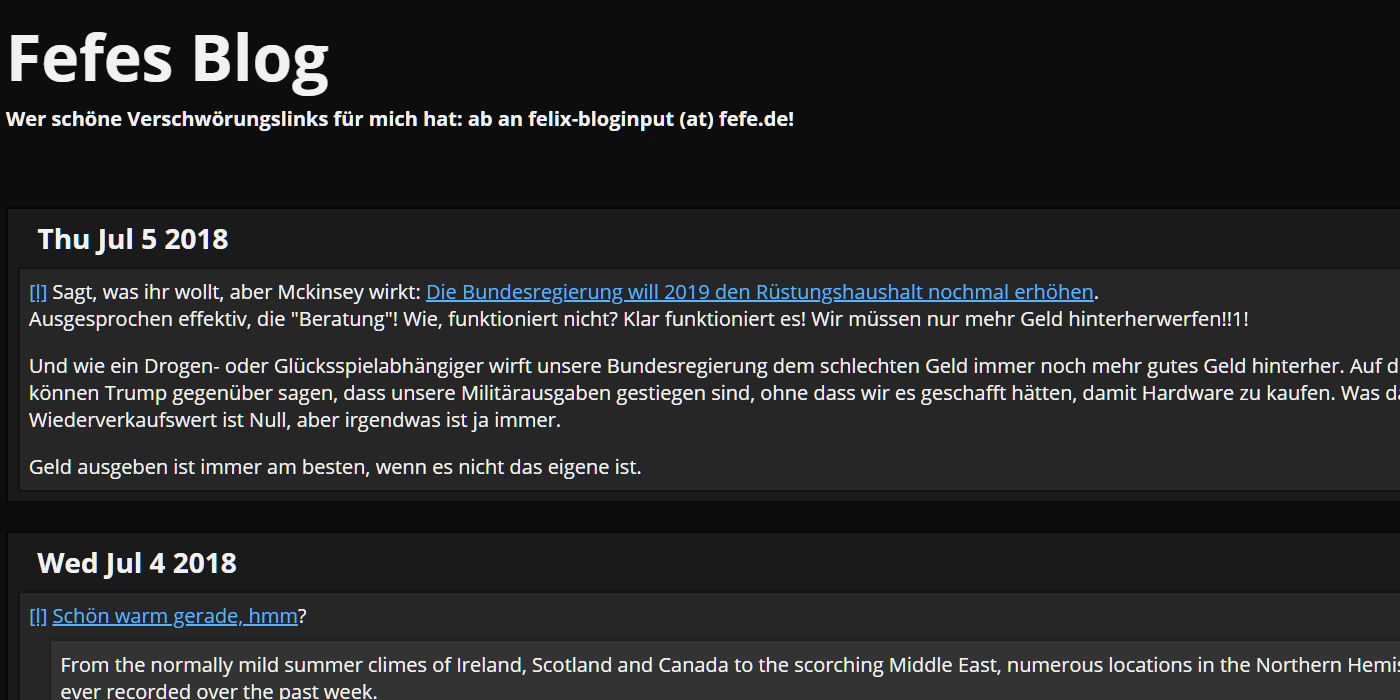 Fefes Blog
Wer schöne Verschwörungslinks für mich hat: ab an felix-bloginput (at) fefe.de!
Thu Jul 5 2018
[l] Sagt, was ihr wollt, aber Mckinsey wirkt: Die Bundesregierung will 2019 den Rüstungshaushalt nochmal erhöhen.
Ausgesprochen effektiv, die "Beratung"! Wie, funktioniert nicht? Klar funktioniert es! Wir müssen nur mehr Geld hinterherwerfen!!1!
Und wie ein Drogen- oder Glücksspielabhängiger wirft unsere Bundesregierung dem schlechten Geld immer noch mehr gutes Geld hinterher. Auf
können Trump gegenüber sagen, dass unsere Militärausgaben gestiegen sind, ohne dass wir es geschafft hätten, damit Hardware zu kaufen. Was
Wiederverkaufswert ist Null, aber irgendwas ist ja immer.
Geld ausgeben ist immer am besten, wenn es nicht das eigene ist.
Wed Jul 4 2018
[l] Schön warm gerade, hmm?
From the normally mild summer climes of Ireland, Scotland and Canada to the scorching Middle East, numerous locations in the Northern
ever recorded over the past week.